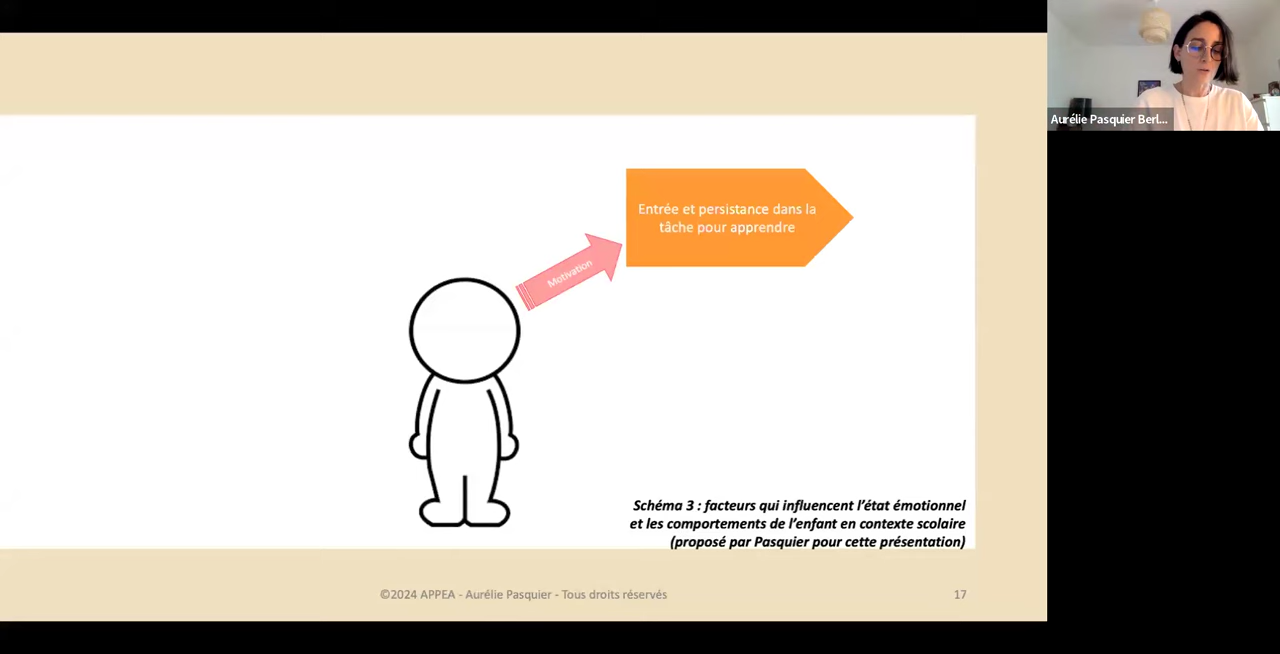 Aurélie Pasquier Berl...
Entrée et persistance dans la
tâche pour apprendre
Motivation
Schéma 3 : facteurs qui influencent l'état émotionnel
et les comportements de l'enfant en contexte scolaire
(proposé par Pasquier pour cette présentation)
©2024 APPEA - Aurélie Pasquier - Tous droits réservés
17